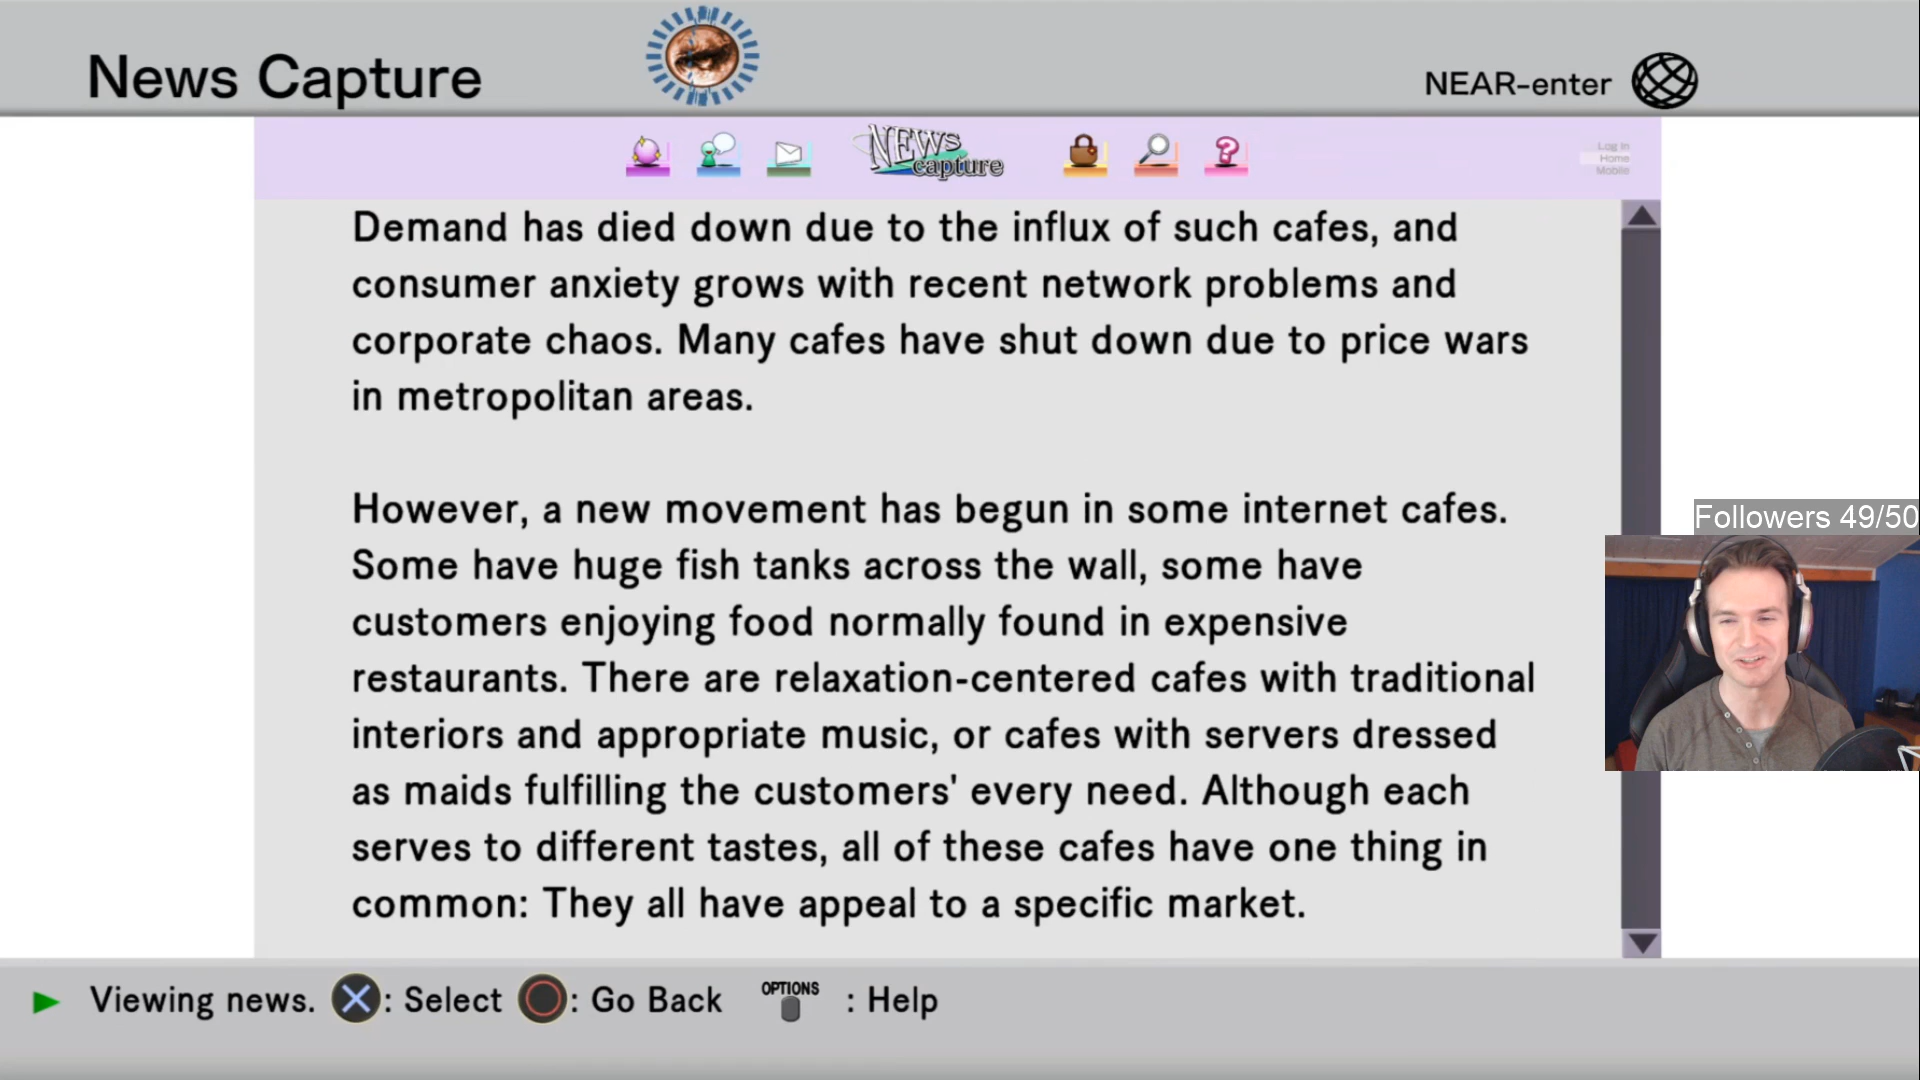 News Capture
NEAR-enter
NEWS
capture
Log in
Home
Mobile
Demand has died down due to the influx of such cafes, and
consumer anxiety grows with recent network problems and
corporate chaos. Many cafes have shut down due to price wars
in metropolitan areas.
However, a new movement has begun in some internet cafes.
Some have huge fish tanks across the wall, some have
customers enjoying food normally found in expensive
restaurants. There are relaxation-centered cafes with traditional
interiors and appropriate music, or cafes with servers dressed
as maids fulfilling the customers' every need. Although each
serves to different tastes, all of these cafes have one thing in
common: They all have appeal to a specific market.
Followers 49/50
Viewing news. : Select : Go Back OPTIONS : Help